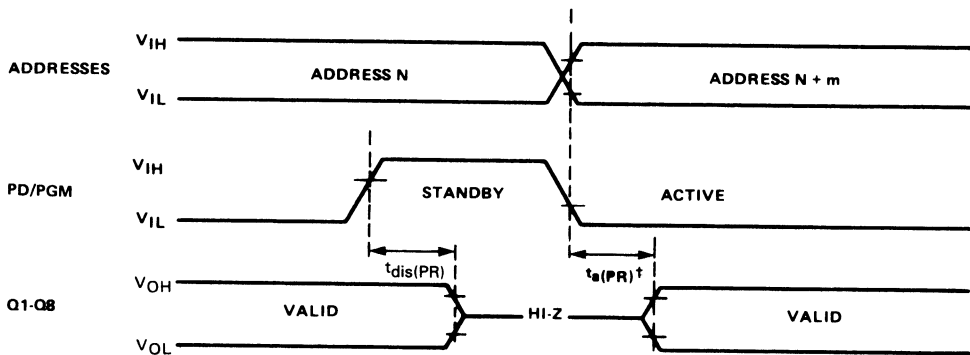 VIH
ADDRESSES
ADDRESS N
ADDRESS N + m
VIL
VIH
PD/PGM
STANDBY
ACTIVE
VIL
tdis(PR)
ta(PR)†
VOH
Q1-Q8
VALID
HI-Z
VALID
VOL